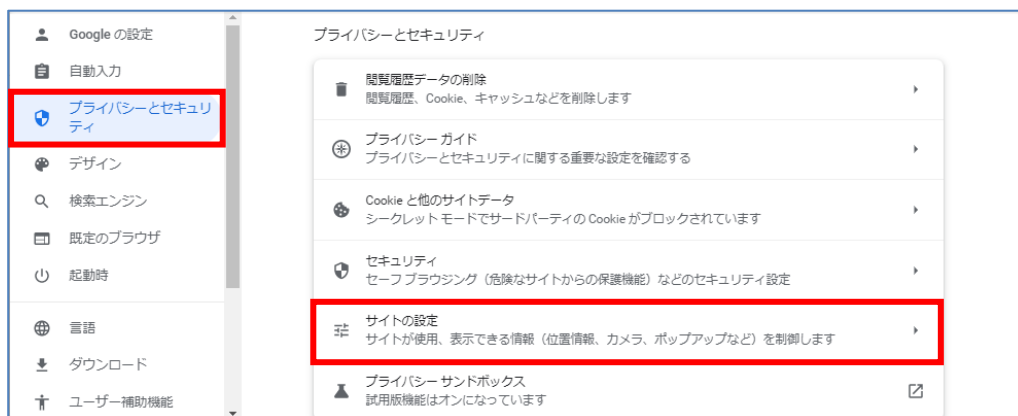 Google の設定
自動入力
プライバシーとセキュリ
ティ
デザイン
検索エンジン
既定のブラウザ
起動時
言語
ダウンロード
ユーザー補助機能
プライバシーとセキュリティ
閲覧履歴データの削除
閲覧履歴、Cookie、キャッシュなどを削除します
プライバシー ガイド
プライバシーとセキュリティに関する重要な設定を確認する
Cookie と他のサイトデータ
シークレット モードでサードパーティの Cookie がブロックされています
セキュリティ
セーフ ブラウジング（危険なサイトからの保護機能）などのセキュリティ設定
サイトの設定
サイトが使用、表示できる情報（位置情報、カメラ、ポップアップなど）を制御します
プライバシー サンドボックス
試用版機能はオンになっています